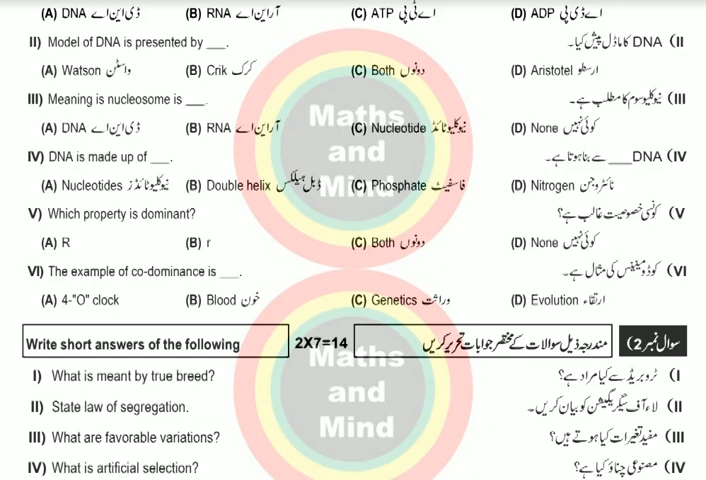 (A) DNA ڈی این اے (B) RNA آر این اے (C) ATP اے ٹی پی (D) ADP اے ڈی پی
II) Model of DNA is presented by ___. II) DNA کا ماڈل پیش کیا۔
(A) Watson واٹسن (B) Crik کرک (C) Both دونوں (D) Aristotel ارسطو
III) Meaning is nucleosome is ___. III) نیوکلیوسوم کا مطلب ہے۔
(A) DNA ڈی این اے (B) RNA آر این اے (C) Nucleotide نیوکلیوٹائڈ (D) None کوئی نہیں
IV) DNA is made up of ___. IV) DNA ___ سے بنا ہوتا ہے۔
(A) Nucleotides نیوکلیوٹائڈز (B) Double helix ڈبل ہیلکس (C) Phosphate فاسفیٹ (D) Nitrogen نائٹروجن
V) Which property is dominant? V) کونسی خصوصیت غالب ہے؟
(A) R (B) r (C) Both دونوں (D) None کوئی نہیں
VI) The example of co-dominance is ___. VI) کوڈومینینس کی مثال ہے۔
(A) 4-"O" clock (B) Blood خون (C) Genetics وراثت (D) Evolution ارتقاء
Write short answers of the following 2X7=14 مندرجہ ذیل سوالات کے مختصر جوابات تحریر کریں سوال نمبر 2)
I) What is meant by true breed? I) ٹرو بریڈ سے کیا مراد ہے؟
II) State law of segregation. II) لاء آف سیگریگیشن کو بیان کریں۔
III) What are favorable variations? III) مفید تغیرات کیا ہوتے ہیں؟
IV) What is artificial selection? IV) مصنوعی چناؤ کیا ہے؟
Maths
and
Mind
Maths
and
Mind